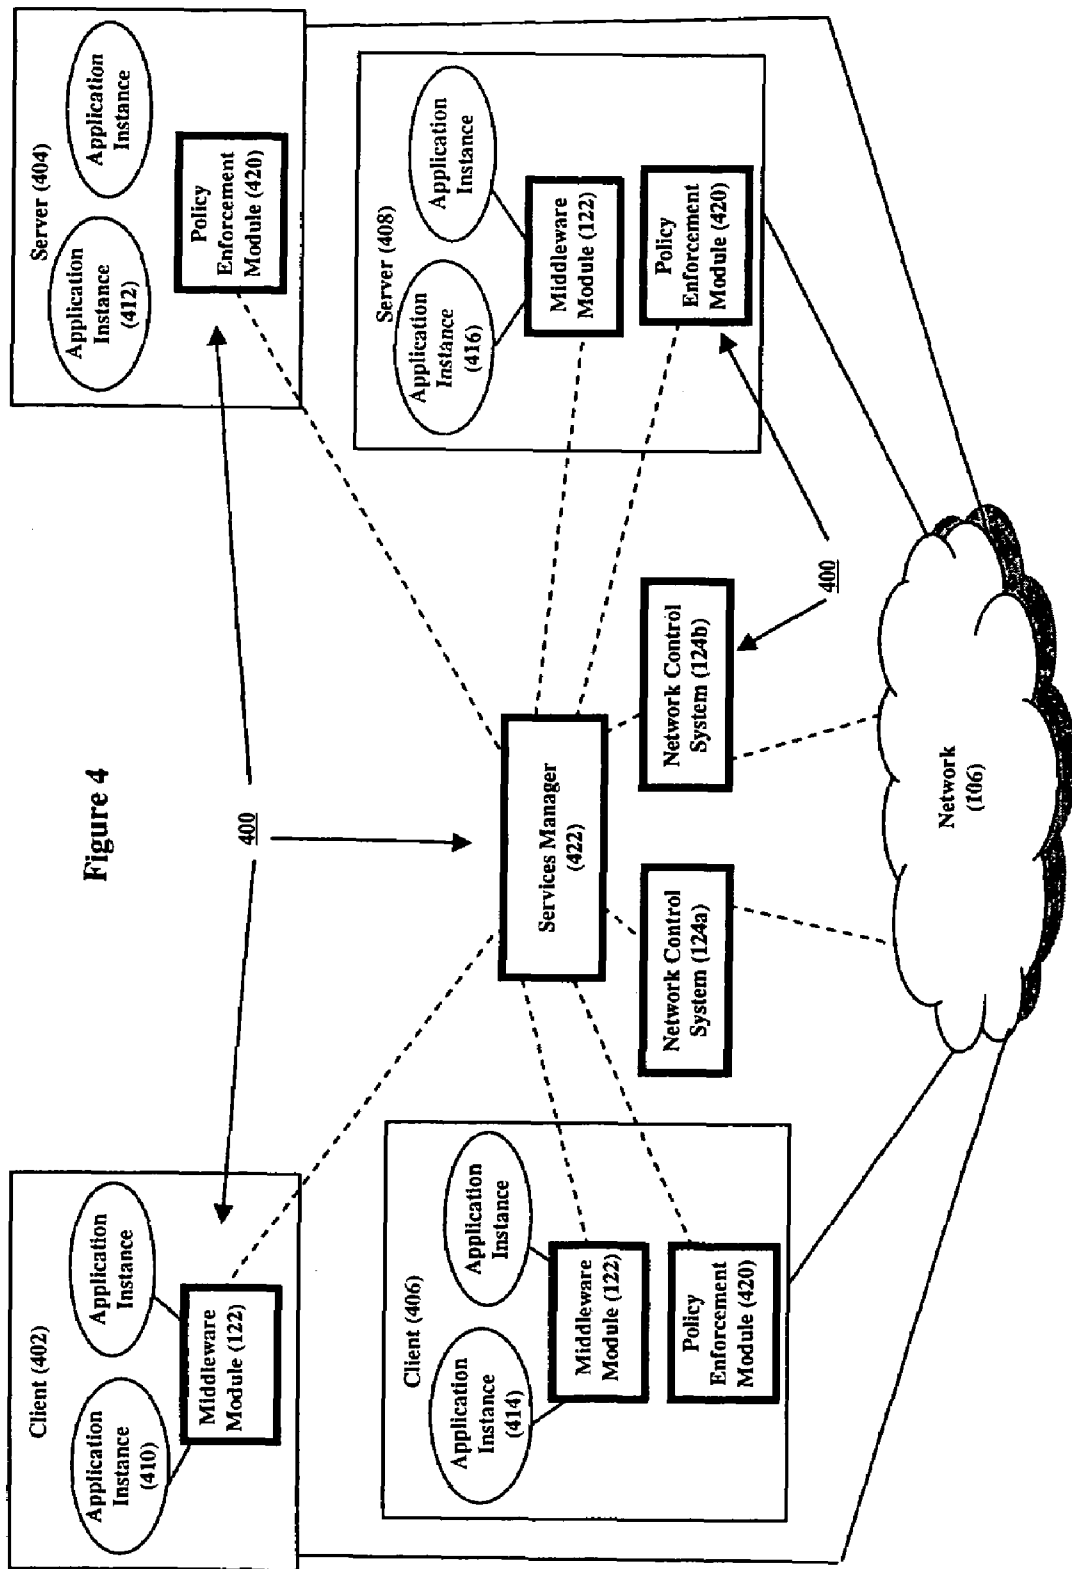 Figure 4
Client (402)
Application
Instance
(410)
Application
Instance
Middleware
Module (122)
Server (404)
Application
Instance
(412)
Application
Instance
Policy
Enforcement
Module (420)
400
Client (406)
Application
Instance
(414)
Application
Instance
Middleware
Module (122)
Policy
Enforcement
Module (420)
Services Manager
(422)
Server (408)
Application
Instance
(416)
Application
Instance
Middleware
Module (122)
Policy
Enforcement
Module (420)
Network Control
System (124a)
Network Control
System (124b)
400
Network
(106)